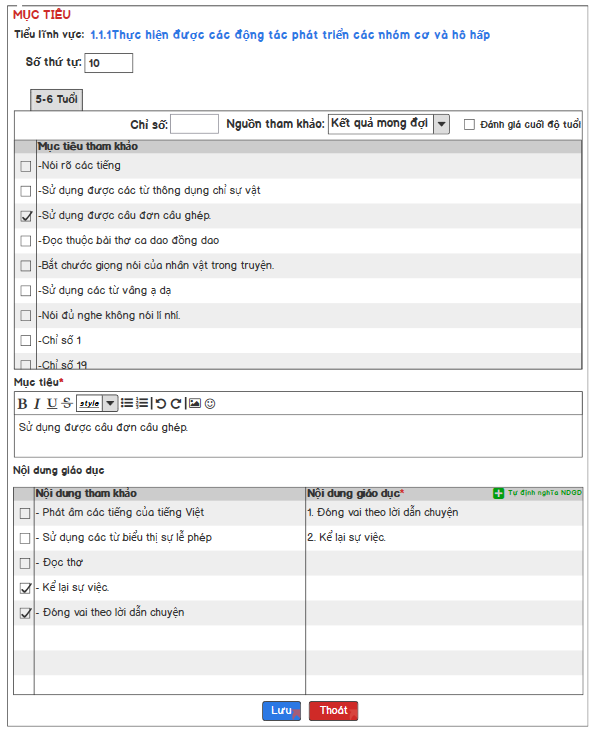 MỤC TIÊU
Tiểu lĩnh vực: 1.1.1Thực hiện được các động tác phát triển các nhóm cơ và hô hấp
Số thứ tự: 10
5-6 Tuổi
Chỉ số: Nguồn tham khảo: Kết quả mong đợi Đánh giá cuối độ tuổi
Mục tiêu tham khảo
-Nói rõ các tiếng
-Sử dụng được các từ thông dụng chỉ sự vật
-Sử dụng được câu đơn câu ghép.
-Đọc thuộc bài thơ ca dao đồng dao
-Bắt chước giọng nói của nhân vật trong truyện.
-Sử dụng các từ vâng ạ dạ
-Nói đủ nghe không nói lí nhí.
-Chỉ số 1
-Chỉ số 19
Mục tiêu*
B I U S style
Sử dụng được câu đơn câu ghép.
Nội dung giáo dục
Nội dung tham khảo Nội dung giáo dục* Tự định nghĩa NDGD
- Phát âm các tiếng của tiếng Việt 1. Đóng vai theo lời dẫn chuyện
- Sử dụng các từ biểu thị sự lễ phép 2. Kể lại sự việc.
- Đọc thơ
- Kể lại sự việc.
- Đóng vai theo lời dẫn chuyện
Lưu Thoát